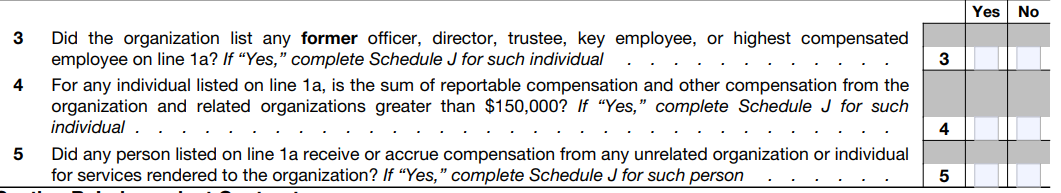 Yes No
3 Did the organization list any former officer, director, trustee, key employee, or highest compensated
employee on line 1a? If “Yes,” complete Schedule J for such individual . . . . . . . . . . . . 3
4 For any individual listed on line 1a, is the sum of reportable compensation and other compensation from the
organization and related organizations greater than $150,000? If “Yes,” complete Schedule J for such
individual . . . . . . . . . . . . . . . . . . . . . . . . . . . . . . . . . 4
5 Did any person listed on line 1a receive or accrue compensation from any unrelated organization or individual
for services rendered to the organization? If “Yes,” complete Schedule J for such person . . . . . . 5